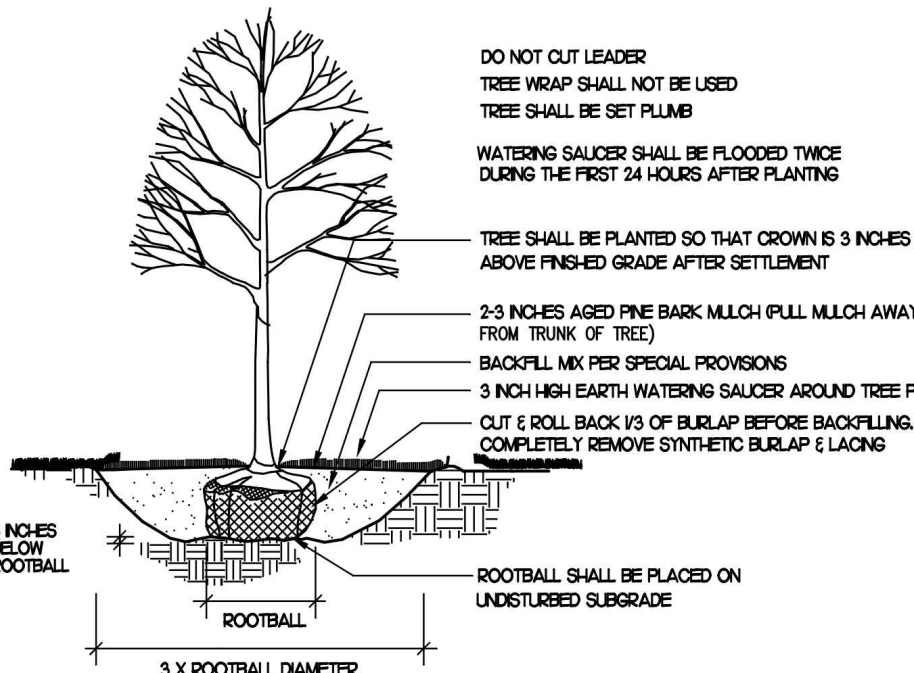 DO NOT CUT LEADER
TREE WRAP SHALL NOT BE USED
TREE SHALL BE SET PLUMB
WATERING SAUCER SHALL BE FLOODED TWICE
DURING THE FIRST 24 HOURS AFTER PLANTING
TREE SHALL BE PLANTED SO THAT CROWN IS 3 INCHES
ABOVE FINISHED GRADE AFTER SETTLEMENT
2-3 INCHES AGED PINE BARK MULCH (PULL MULCH AWAY
FROM TRUNK OF TREE)
BACKFILL MIX PER SPECIAL PROVISIONS
3 INCH HIGH EARTH WATERING SAUCER AROUND TREE
CUT & ROLL BACK 1/3 OF BURLAP BEFORE BACKFILLING.
COMPLETELY REMOVE SYNTHETIC BURLAP & LACING
INCHES
BELOW
ROOTBALL
ROOTBALL SHALL BE PLACED ON
UNDISTURBED SUBGRADE
ROOTBALL
3 X ROOTBALL DIAMETER